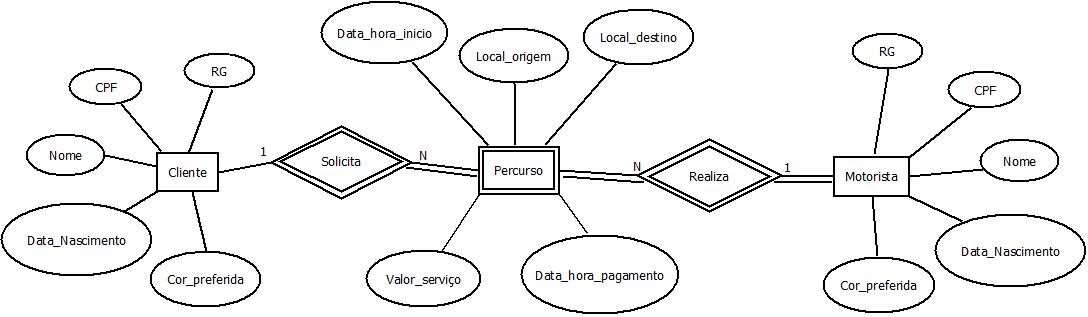 Data_hora_inicio
Local_origem
Local_destino
RG
CPF
Nome
Cliente
Data_Nascimento
Cor_preferida
1
Solicita
N
Percurso
Valor_serviço
Data_hora_pagamento
N
Realiza
1
Motorista
RG
CPF
Nome
Data_Nascimento
Cor_preferida